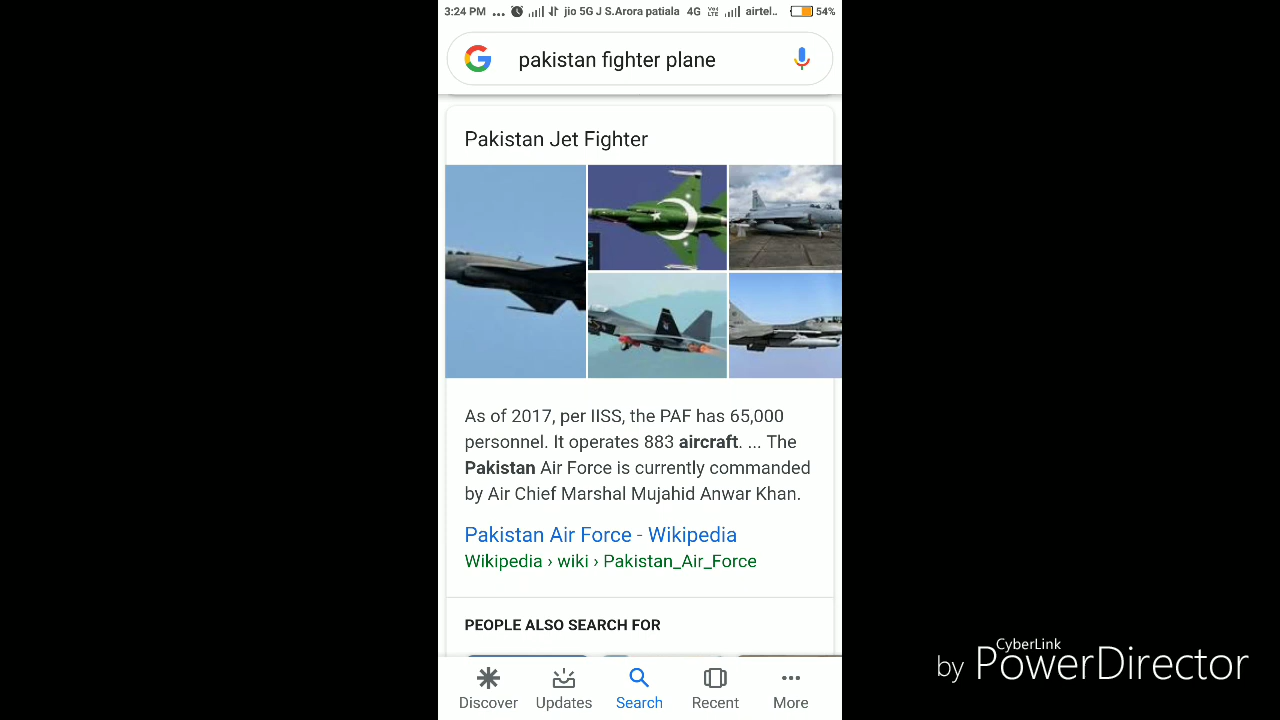 3:24 PM ... jio 5G J S.Arora patiala 4G VoLTE airtel.. 54%
pakistan fighter plane
Pakistan Jet Fighter
As of 2017, per IISS, the PAF has 65,000
personnel. It operates 883 aircraft. ... The
Pakistan Air Force is currently commanded
by Air Chief Marshal Mujahid Anwar Khan.
Pakistan Air Force - Wikipedia
Wikipedia › wiki › Pakistan_Air_Force
PEOPLE ALSO SEARCH FOR
Discover Updates Search Recent More
CyberLink
by PowerDirector